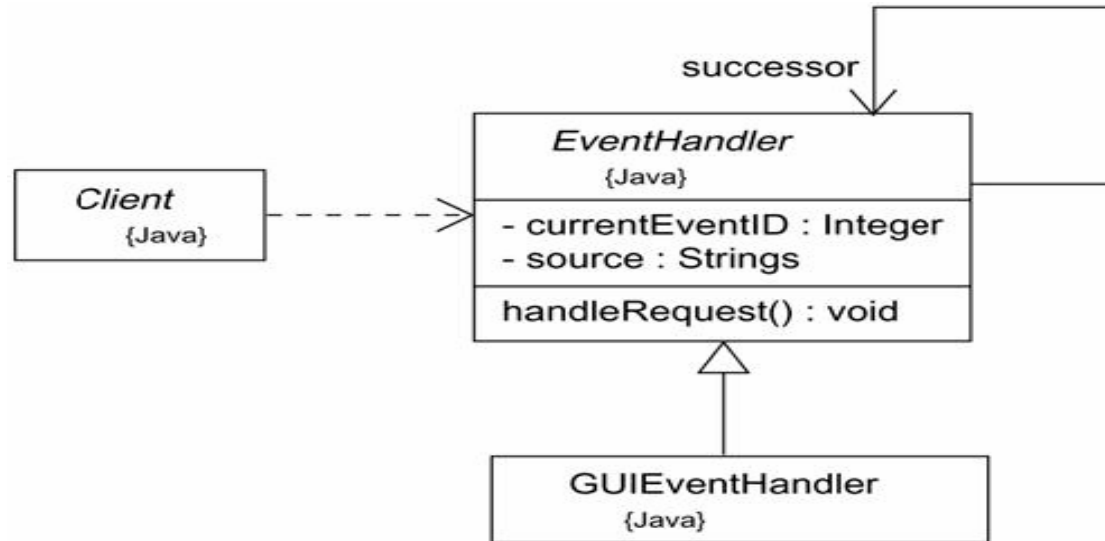 successor
EventHandler
{Java}
Client
{Java}
- currentEventID : Integer
- source : Strings
handleRequest() : void
GUIEventHandler
{Java}